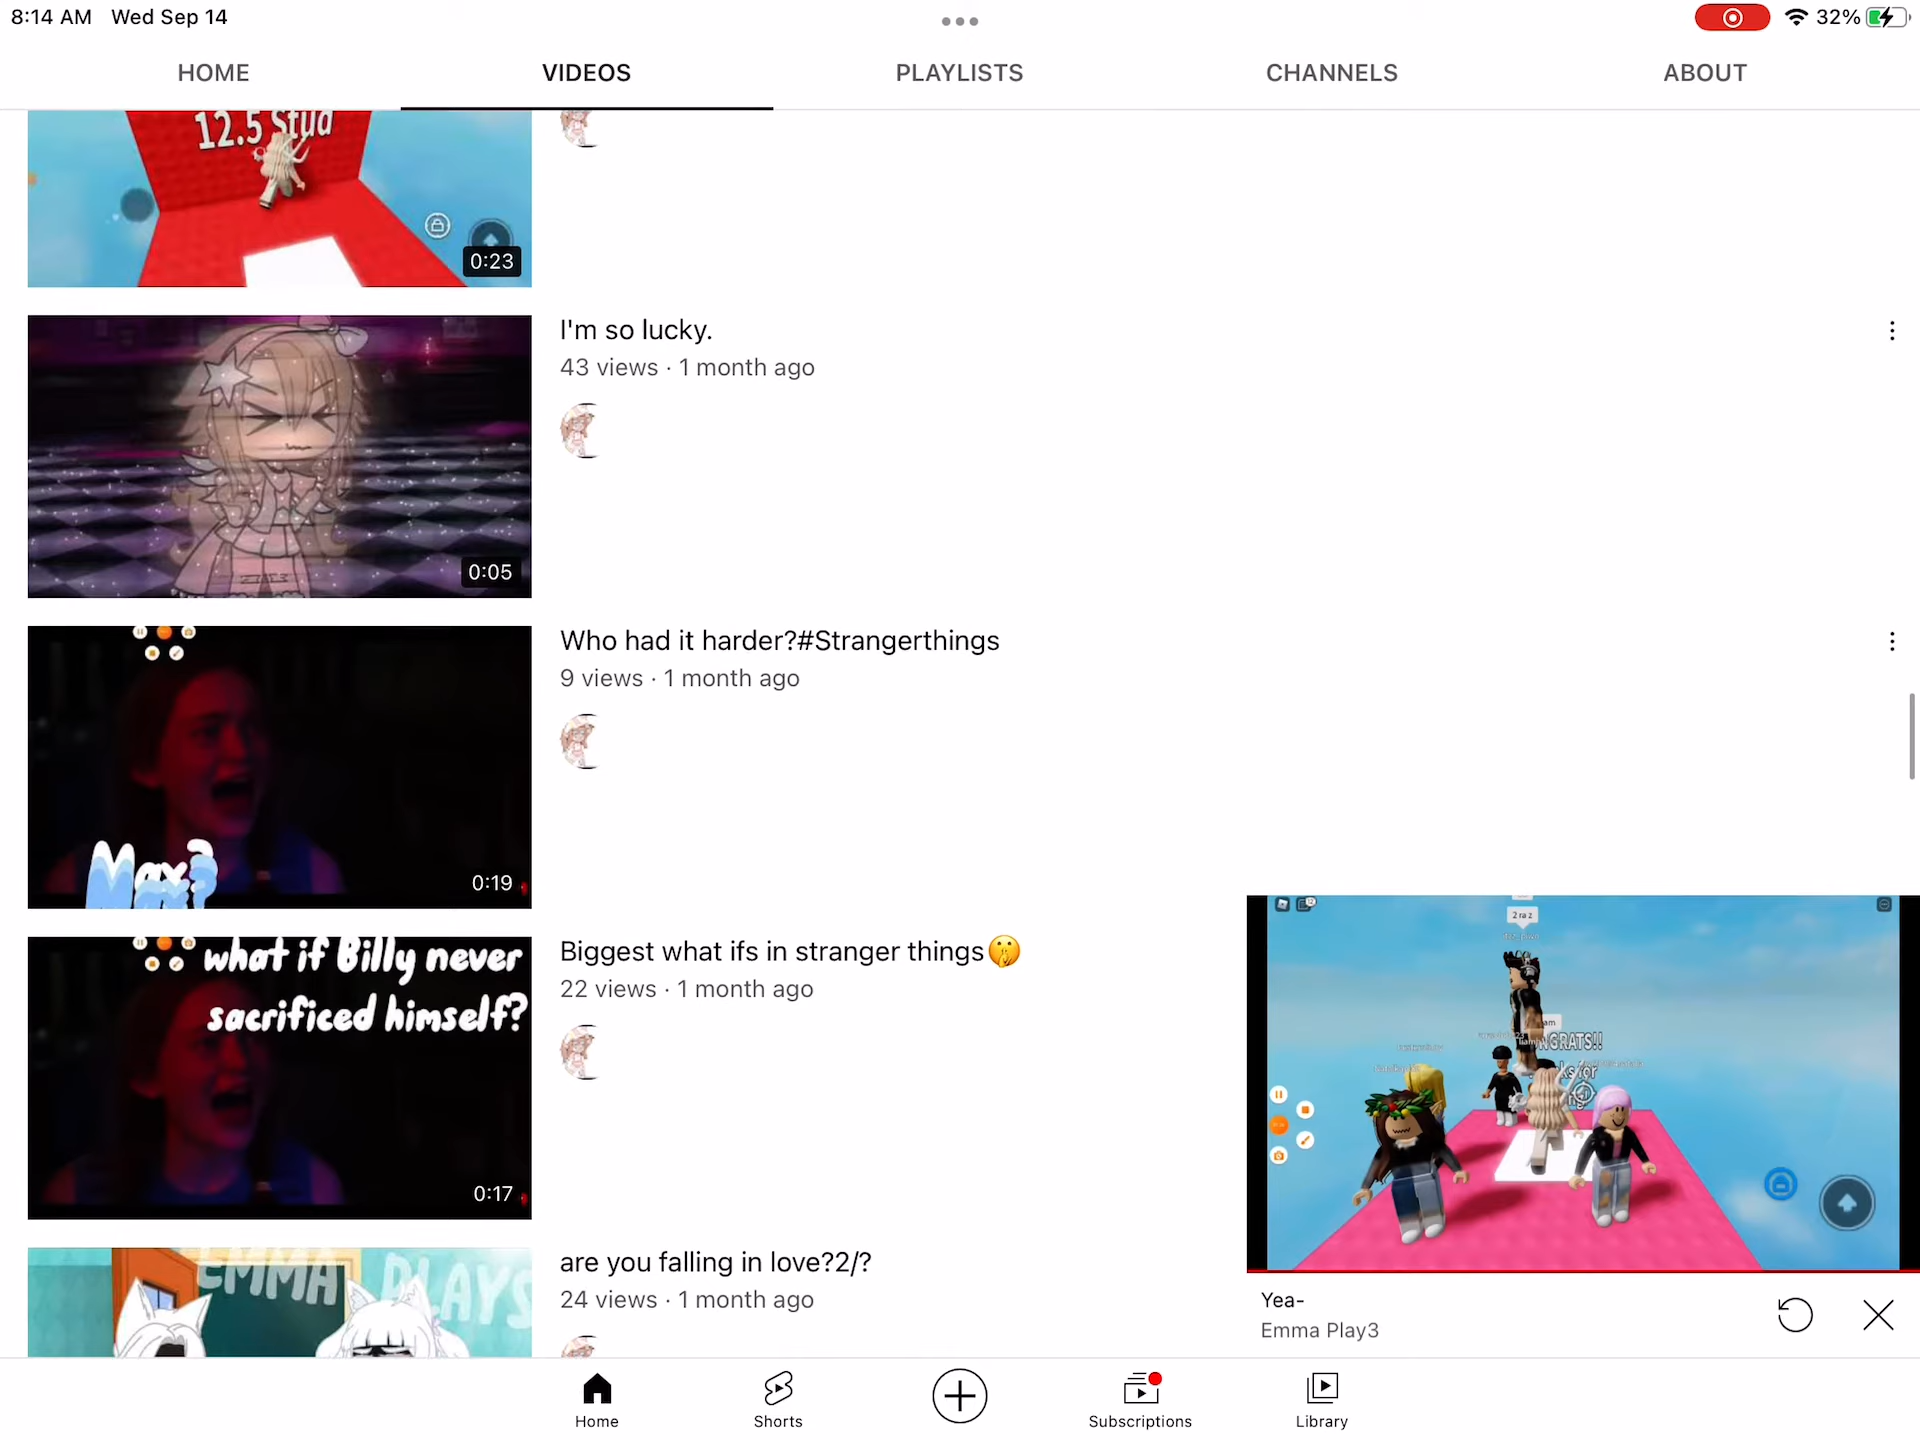 8:14 AM Wed Sep 14
32%
HOME
VIDEOS
PLAYLISTS
CHANNELS
ABOUT
12.5 Stud
0:23
I'm so lucky.
43 views · 1 month ago
0:05
Who had it harder?#Strangerthings
9 views · 1 month ago
Max?
0:19
Biggest what ifs in stranger things🤫
22 views · 1 month ago
what if Billy never
sacrificed himself?
0:17
are you falling in love?2/?
24 views · 1 month ago
EMMA PLAYS
Yea-
Emma Play3
Home
Shorts
Subscriptions
Library